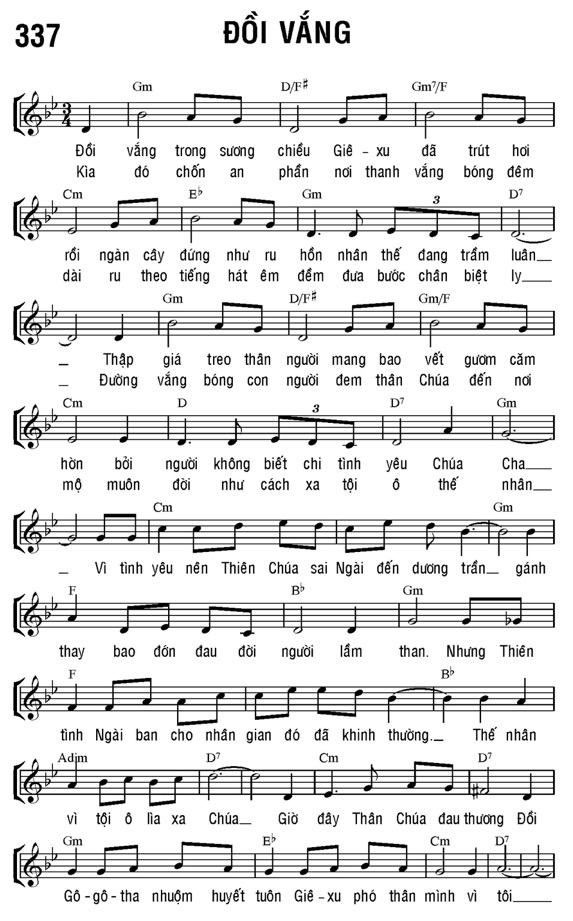 337 ĐỒI VẮNG
Gm D/F# Gm7/F
Đồi vắng trong sương chiều Giê-xu đã trút hơi
Kìa đó chốn an phần nơi thanh vắng bóng đêm
Cm Eb Gm D7
rồi ngàn cây đứng như ru hồn nhân thế đang trầm luân
dài ru theo tiếng hát êm đềm đưa bước chân biệt ly
Gm D/F# Gm/F
Thập giá treo thân người mang bao vết gươm căm
Đường vắng bóng con người đem thân Chúa đến nơi
Cm D D7 Gm
hờn bởi người không biết chi tình yêu Chúa Cha
mộ muôn đời như cách xa tội ô thế nhân
Cm Gm
Vì tình yêu nên Thiên Chúa sai Ngài đến dương trần gánh
F Bb Gm
thay bao đớn đau đời người lầm than. Nhưng Thiên
F Bb
tình Ngài ban cho nhân gian đó đã khinh thường. Thế nhân
Adim D7 Cm D7
vì tội ô lìa xa Chúa Giờ đây Thân Chúa đau thương Đồi
Gm Eb Cm D7
Gô-gô-tha nhuộm huyết tuôn Giê-xu phó thân mình vì tôi